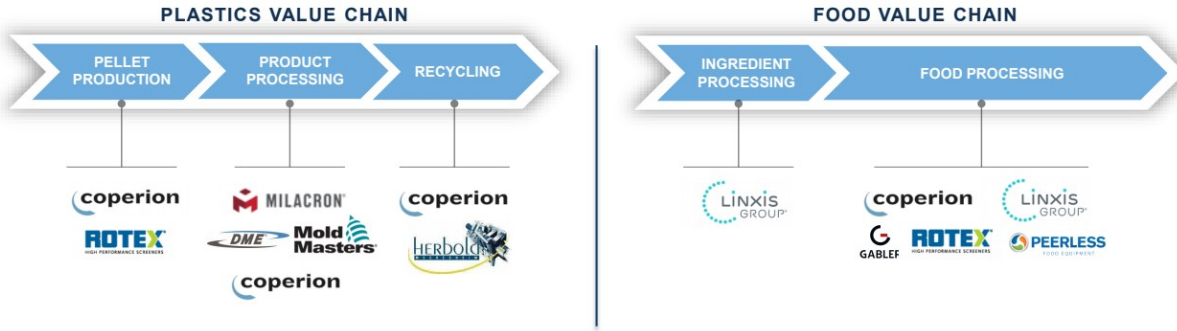 PLASTICS VALUE CHAIN
PELLET
PRODUCTION
PRODUCT
PROCESSING
RECYCLING
coperion
ROTEX
HIGH PERFORMANCE SCREENERS
MILACRON
DME
Mold
Masters
coperion
coperion
HERBOLD
MECKESHEIM
FOOD VALUE CHAIN
INGREDIENT
PROCESSING
FOOD PROCESSING
LiNXiS
GROUP
coperion
LiNXiS
GROUP
G
GABLER
ROTEX
HIGH PERFORMANCE SCREENERS
PEERLESS
FOOD EQUIPMENT